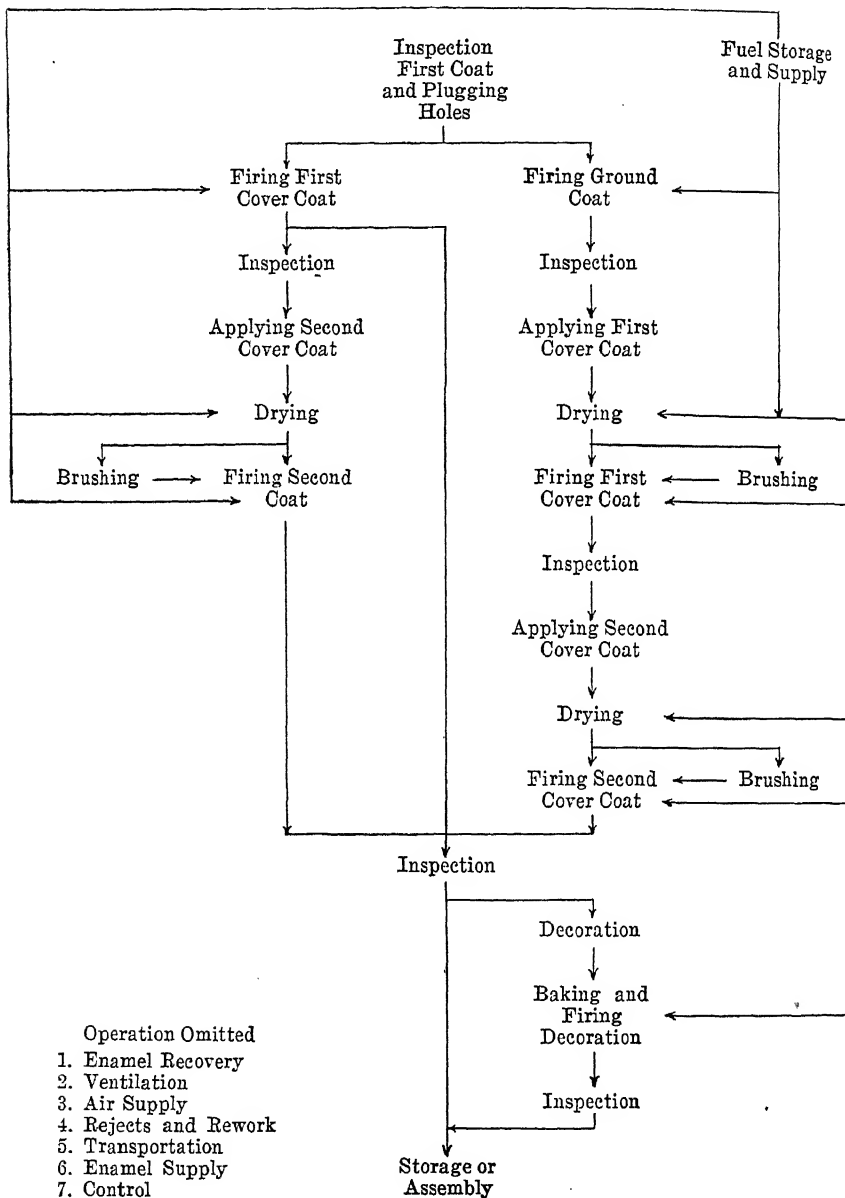 Inspection
First Coat
and Plugging
Holes
Fuel Storage
and Supply
Firing First
Cover Coat
Firing Ground
Coat
Inspection
Inspection
Applying Second
Cover Coat
Applying First
Cover Coat
Drying
Drying
Brushing
Firing Second
Coat
Firing First
Cover Coat
Brushing
Inspection
Applying Second
Cover Coat
Drying
Firing Second
Cover Coat
Brushing
Inspection
Decoration
Baking and
Firing
Decoration
Inspection
Storage or
Assembly
Operation Omitted
1. Enamel Recovery
2. Ventilation
3. Air Supply
4. Rejects and Rework
5. Transportation
6. Enamel Supply
7. Control